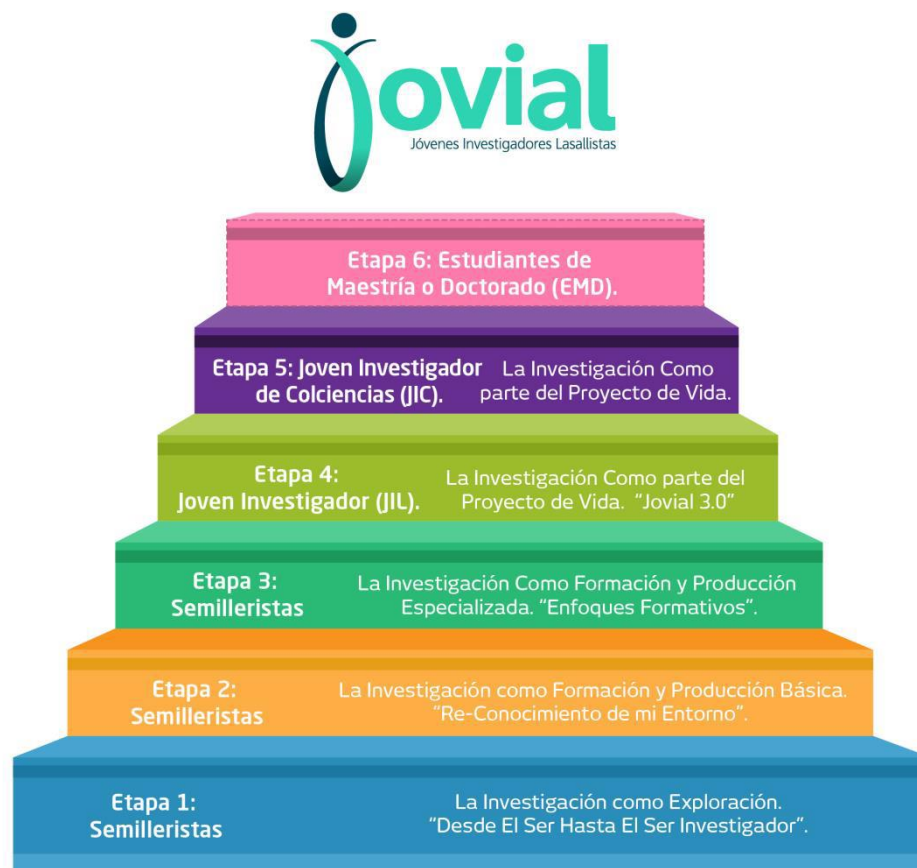 jovial
Jóvenes Investigadores Lasallistas
Etapa 6: Estudiantes de
Maestría o Doctorado (EMD).
Etapa 5: Joven Investigador
de Colciencias (JIC).
La Investigación Como
parte del Proyecto de Vida.
Etapa 4:
Joven Investigador (JIL).
La Investigación Como parte del
Proyecto de Vida. “Jovial 3.0”
Etapa 3:
Semilleristas
La Investigación Como Formación y Producción
Especializada. “Enfoques Formativos”.
Etapa 2:
Semilleristas
La Investigación como Formación y Producción Básica.
“Re-Conocimiento de mi Entorno”.
Etapa 1:
Semilleristas
La Investigación como Exploración.
“Desde El Ser Hasta El Ser Investigador”.